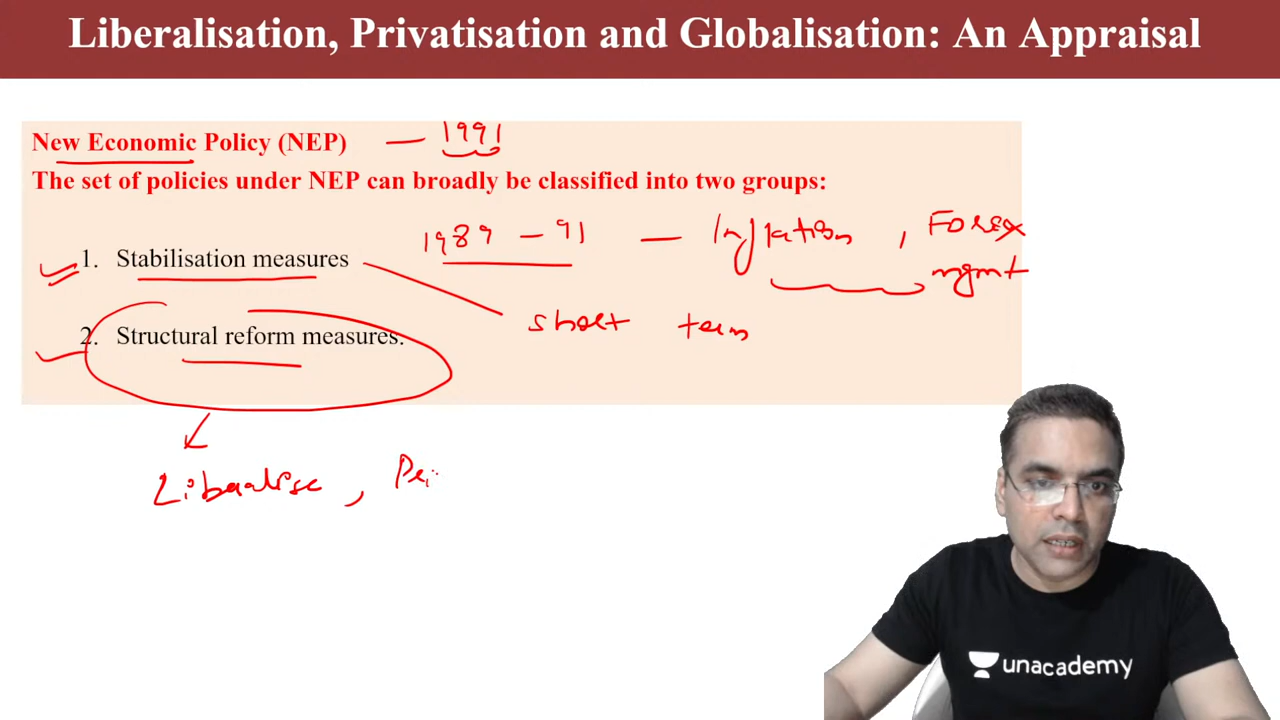 Liberalisation, Privatisation and Globalisation: An Appraisal
New Economic Policy (NEP) — 1991
The set of policies under NEP can broadly be classified into two groups:
1989 – 91 — Inflation, Forex
mgmt
1. Stabilisation measures
short term
2. Structural reform measures.
Liberalise, Pri
unacademy